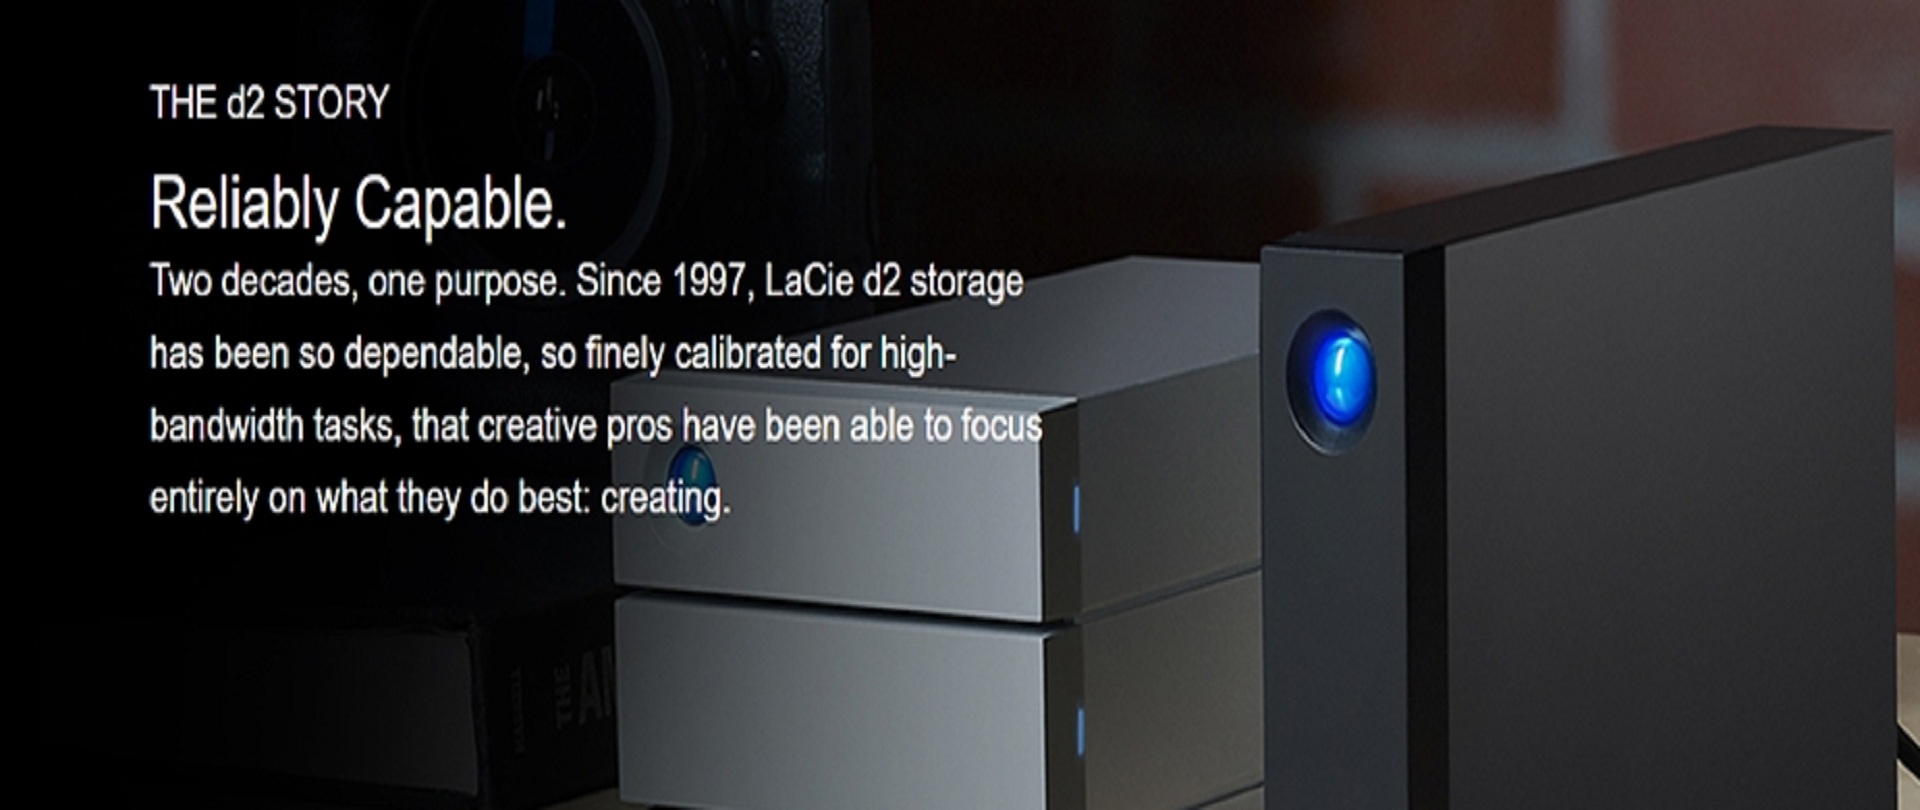 THE d2 STORY
Reliably Capable.
Two decades, one purpose. Since 1997, LaCie d2 storage
has been so dependable, so finely calibrated for high-
bandwidth tasks, that creative pros have been able to focus
entirely on what they do best: creating.
THE